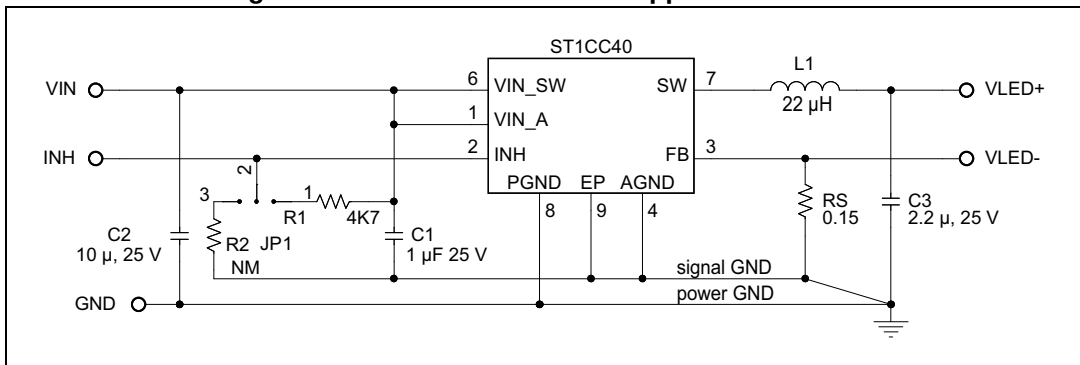 ST1CC40
VIN
6
VIN_SW
SW
7
L1
22 µH
VLED+
1
VIN_A
INH
2
INH
FB
3
VLED-
2
PGND
EP
AGND
3
1
R1
4K7
8
9
4
RS
0.15
C3
2.2 µ, 25 V
C2
10 µ, 25 V
R2
JP1
NM
C1
1 µF 25 V
signal GND
power GND
GND